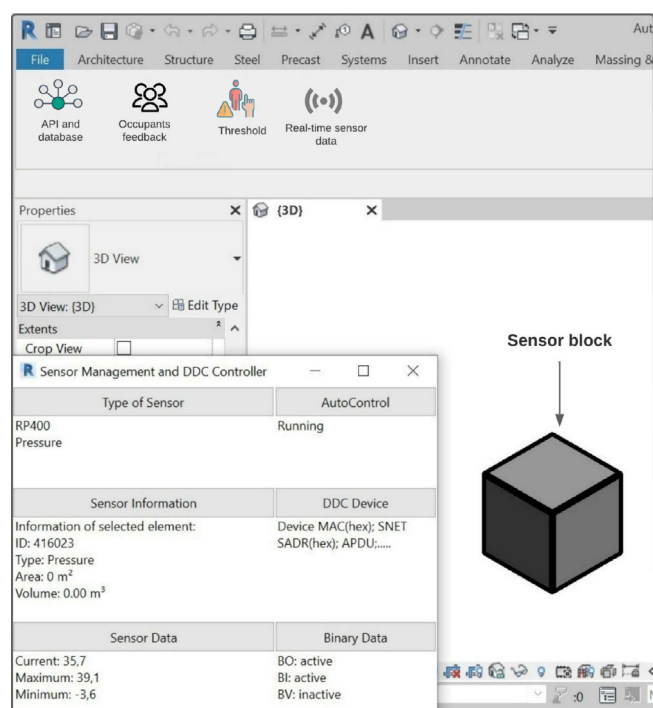 R
A
Aut
File Architecture Structure Steel Precast Systems Insert Annotate Analyze Massing &
API and
database
Occupants
feedback
Threshold
Real-time sensor
data
Properties
{3D}
3D View
3D View: {3D}
Edit Type
Extents
Crop View
Sensor block
R Sensor Management and DDC Controller
Type of Sensor
AutoControl
RP400
Running
Pressure
Sensor Information
DDC Device
Information of selected element:
Device MAC(hex); SNET
ID: 416023
SADR(hex); APDU;.....
Type: Pressure
Area: 0 m²
Volume: 0.00 m³
Sensor Data
Binary Data
Current: 35,7
BO: active
Maximum: 39,1
BI: active
Minimum: -3,6
BV: inactive
:0